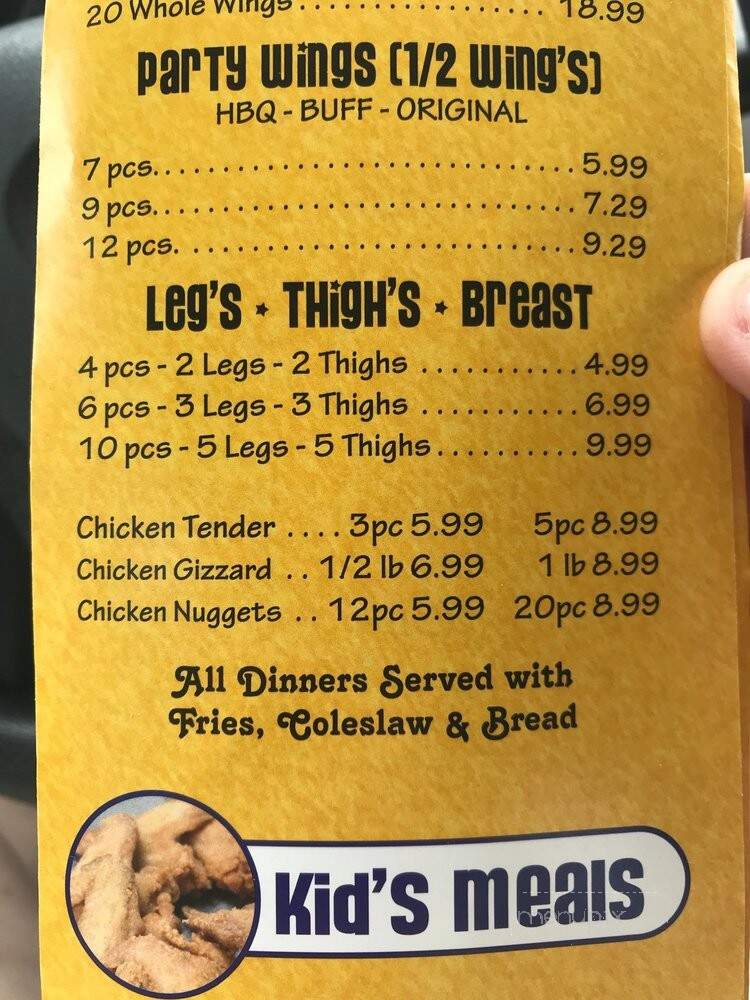 20 Whole Wings.................. 18.99
Party Wings (1/2 Wing's)
HBQ - BUFF - ORIGINAL
7 pcs.............................. 5.99
9 pcs.............................. 7.29
12 pcs. ........................... 9.29
Leg's ⋆ Thigh's ⋆ Breast
4 pcs - 2 Legs - 2 Thighs ........... 4.99
6 pcs - 3 Legs - 3 Thighs ........... 6.99
10 pcs - 5 Legs - 5 Thighs.......... 9.99
Chicken Tender .... 3pc 5.99 5pc 8.99
Chicken Gizzard .. 1/2 lb 6.99 1 lb 8.99
Chicken Nuggets .. 12pc 5.99 20pc 8.99
All Dinners Served with
Fries, Coleslaw & Bread
Kid's meals
menupix